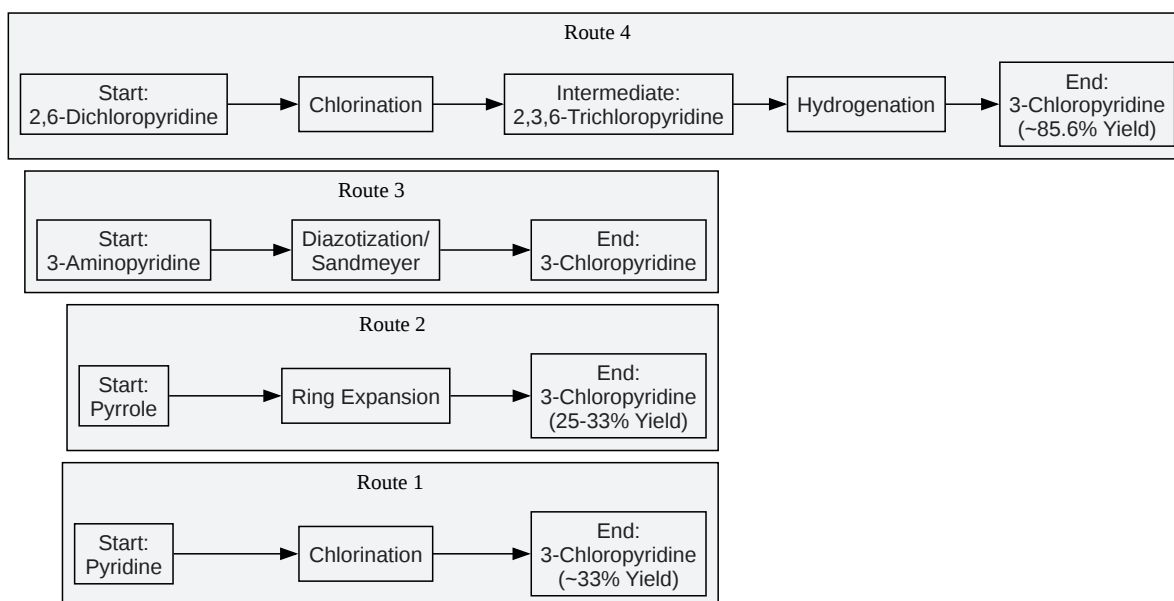 Route 4
Start:
2,6-Dichloropyridine
Chlorination
Intermediate:
2,3,6-Trichloropyridine
Hydrogenation
End:
3-Chloropyridine
(~85.6% Yield)
Route 3
Start:
3-Aminopyridine
Diazotization/
Sandmeyer
End:
3-Chloropyridine
Route 2
Start:
Pyrrole
Ring Expansion
End:
3-Chloropyridine
(25-33% Yield)
Route 1
Start:
Pyridine
Chlorination
End:
3-Chloropyridine
(~33% Yield)